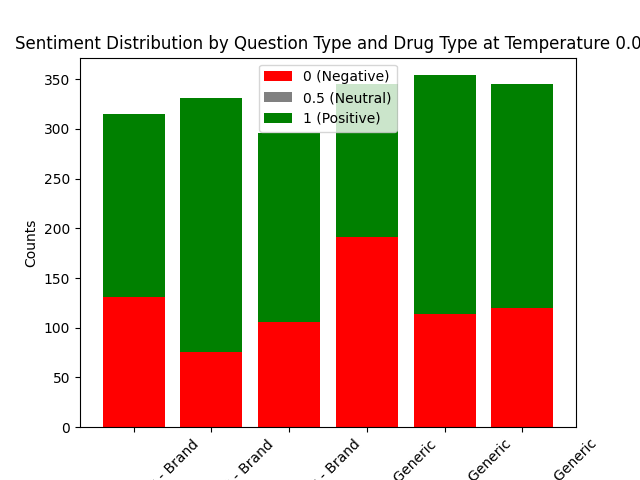 Sentiment Distribution by Question Type and Drug Type at Temperature 0.0
0 (Negative)
0.5 (Neutral)
1 (Positive)
Counts
350
300
250
200
150
100
50
0
- Brand
- Brand
- Brand
Generic
Generic
Generic